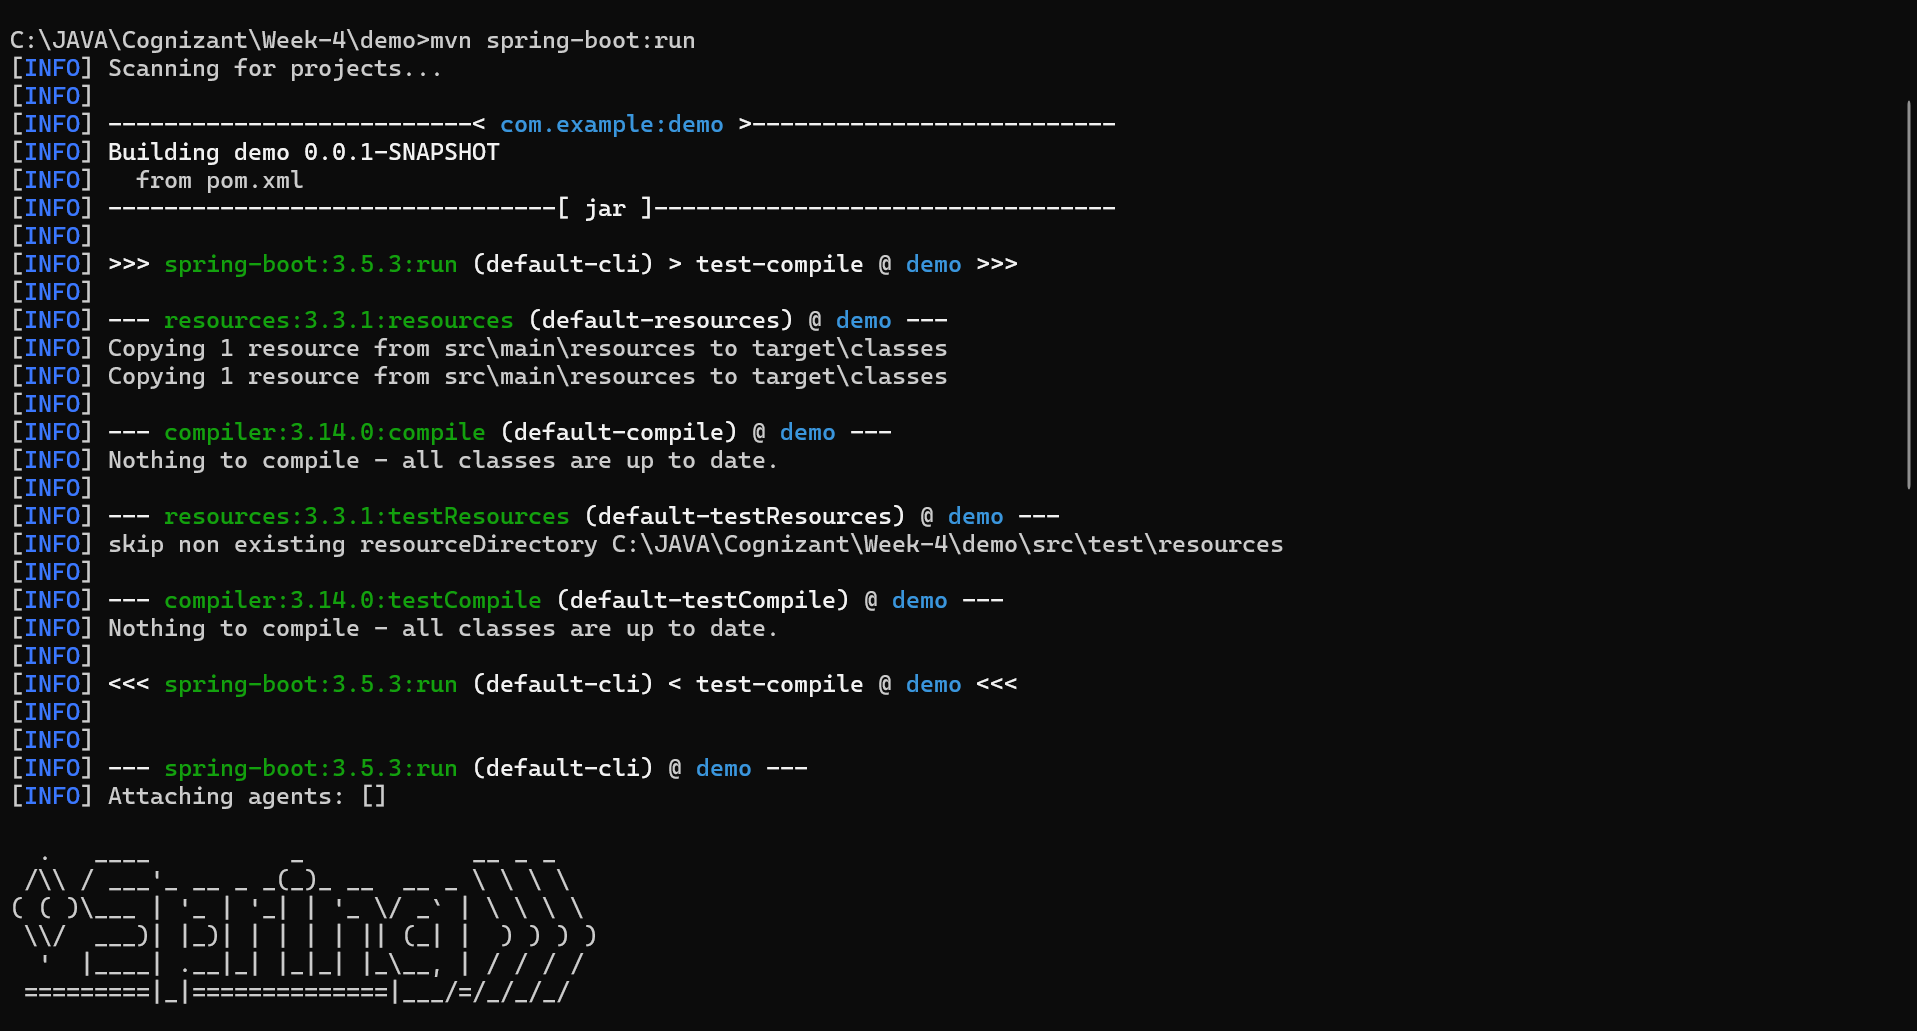 C:\JAVA\Cognizant\Week-4\demo>mvn spring-boot:run
[INFO] Scanning for projects...
[INFO]
[INFO] --------------------------< com.example:demo >--------------------------
[INFO] Building demo 0.0.1-SNAPSHOT
[INFO]   from pom.xml
[INFO] --------------------------------[ jar ]---------------------------------
[INFO]
[INFO] >>> spring-boot:3.5.3:run (default-cli) > test-compile @ demo >>>
[INFO]
[INFO] --- resources:3.3.1:resources (default-resources) @ demo ---
[INFO] Copying 1 resource from src\main\resources to target\classes
[INFO] Copying 1 resource from src\main\resources to target\classes
[INFO]
[INFO] --- compiler:3.14.0:compile (default-compile) @ demo ---
[INFO] Nothing to compile - all classes are up to date.
[INFO]
[INFO] --- resources:3.3.1:testResources (default-testResources) @ demo ---
[INFO] skip non existing resourceDirectory C:\JAVA\Cognizant\Week-4\demo\src\test\resources
[INFO]
[INFO] --- compiler:3.14.0:testCompile (default-testCompile) @ demo ---
[INFO] Nothing to compile - all classes are up to date.
[INFO]
[INFO] <<< spring-boot:3.5.3:run (default-cli) < test-compile @ demo <<<
[INFO]
[INFO]
[INFO] --- spring-boot:3.5.3:run (default-cli) @ demo ---
[INFO] Attaching agents: []

  .   ____          _            __ _ _
 /\\ / ___'_ __ _ _(_)_ __  __ _ \ \ \ \
( ( )\___ | '_ | '_| | '_ \/ _` | \ \ \ \
 \\/  ___)| |_)| | | | | || (_| |  ) ) ) )
  '  |____| .__|_| |_|_| |_\__, | / / / /
 =========|_|==============|___/=/_/_/_/